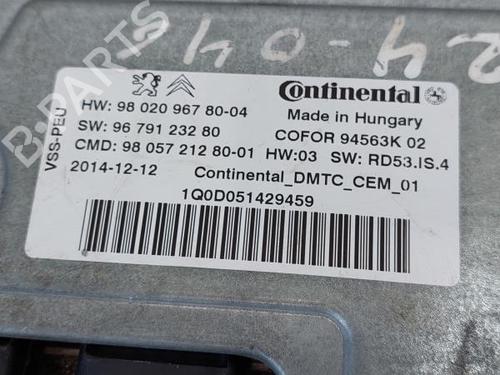 Continental
VSS-PEU
HW: 98 020 967 80-04
Made in Hungary
SW: 96 791 232 80
COFOR 94563K 02
CMD: 98 057 212 80-01 HW:03 SW: RD53.IS.4
2014-12-12 Continental_DMTC_CEM_01
1Q0D051429459